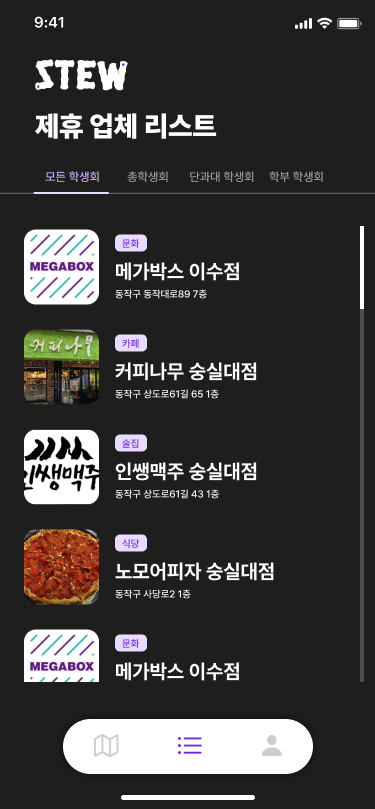 9:41
STEW
제휴 업체 리스트
모든 학생회 총학생회 단과대 학생회 학부 학생회
MEGABOX
문화
메가박스 이수점
동작구 동작대로89 7층
커피나무
카페
커피나무 숭실대점
동작구 상도로61길 65 1층
인쌩맥주
술집
인쌩맥주 숭실대점
동작구 상도로61길 43 1층
식당
노모어피자 숭실대점
동작구 사당로2 1층
MEGABOX
문화
메가박스 이수점